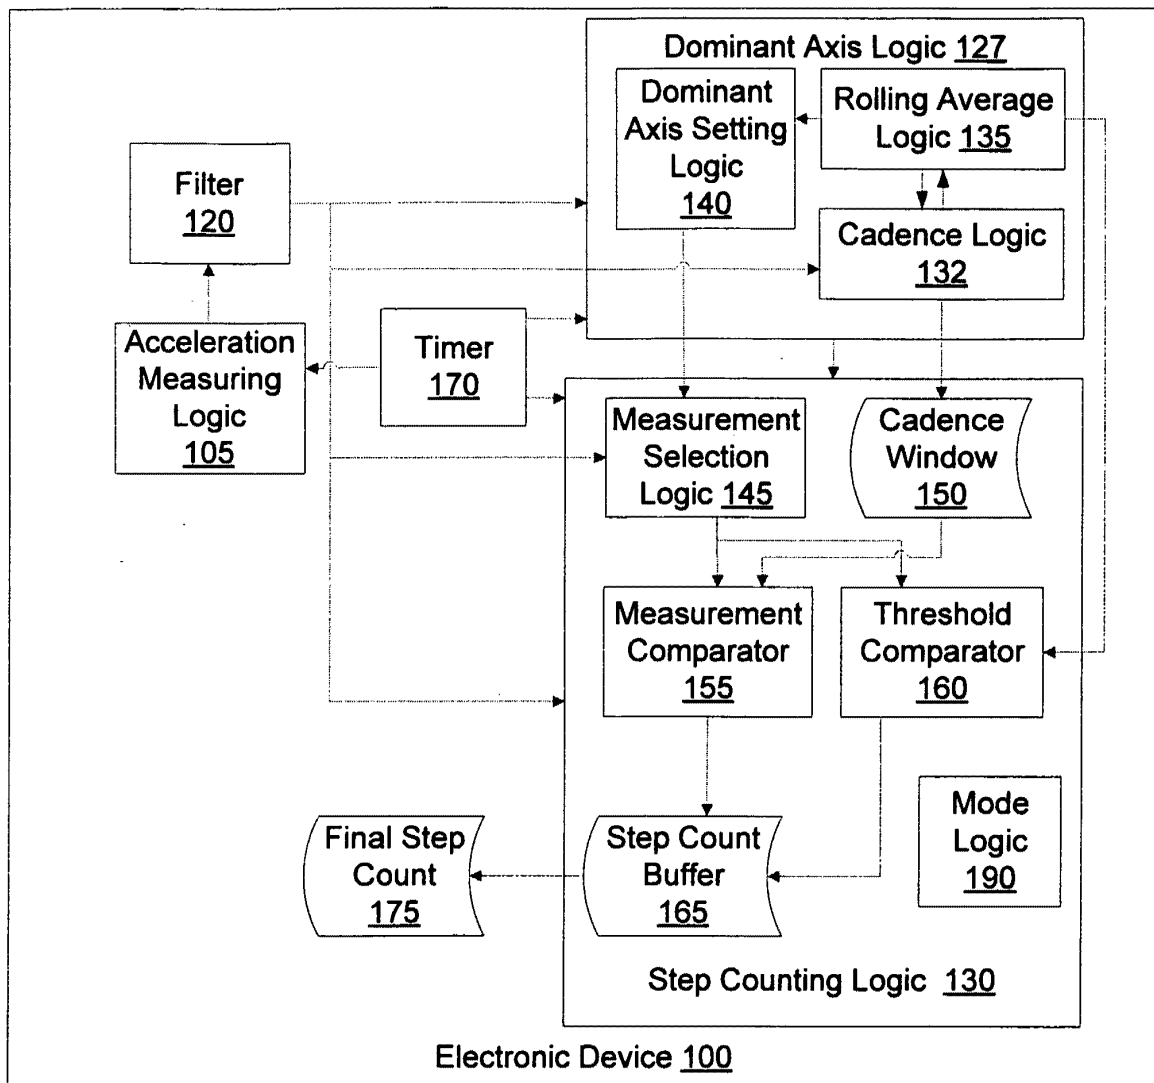 Dominant Axis Logic 127
Dominant
Axis Setting
Logic
140
Rolling Average
Logic 135
Cadence Logic
132
Filter
120
Acceleration
Measuring
Logic
105
Timer
170
Measurement
Selection
Logic 145
Cadence
Window
150
Measurement
Comparator
155
Threshold
Comparator
160
Final Step
Count
175
Step Count
Buffer
165
Mode
Logic
190
Step Counting Logic 130
Electronic Device 100